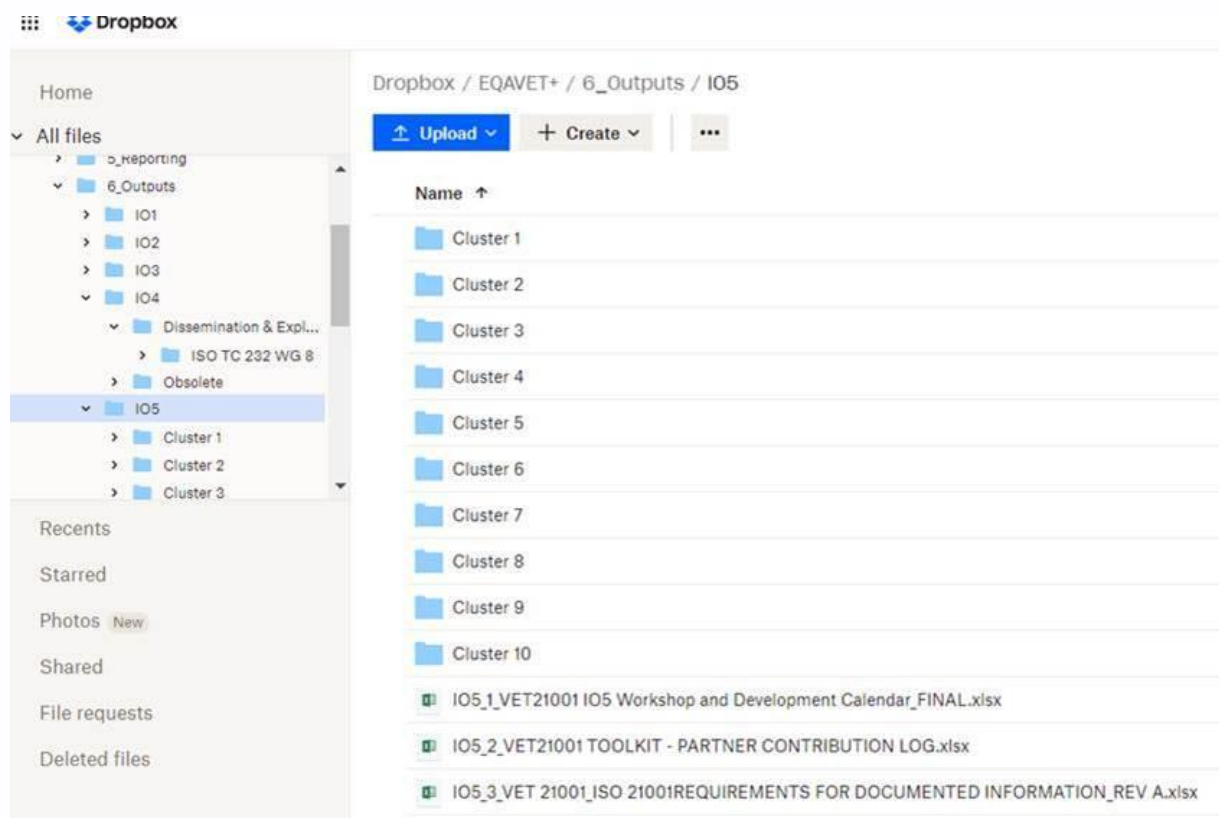 Dropbox
Home
All files
5_Reporting
6_Outputs
IO1
IO2
IO3
IO4
Dissemination & Expl...
ISO TC 232 WG 8
Obsolete
IO5
Cluster 1
Cluster 2
Cluster 3
Recents
Starred
Photos New
Shared
File requests
Deleted files
Dropbox / EQAVET+ / 6_Outputs / IO5
Upload + Create ...
Name
Cluster 1
Cluster 2
Cluster 3
Cluster 4
Cluster 5
Cluster 6
Cluster 7
Cluster 8
Cluster 9
Cluster 10
IO5_1_VET21001 IO5 Workshop and Development Calendar_FINAL.xlsx
IO5_2_VET21001 TOOLKIT - PARTNER CONTRIBUTION LOG.xlsx
IO5_3_VET 21001_ISO 21001REQUIREMENTS FOR DOCUMENTED INFORMATION_REV A.xlsx